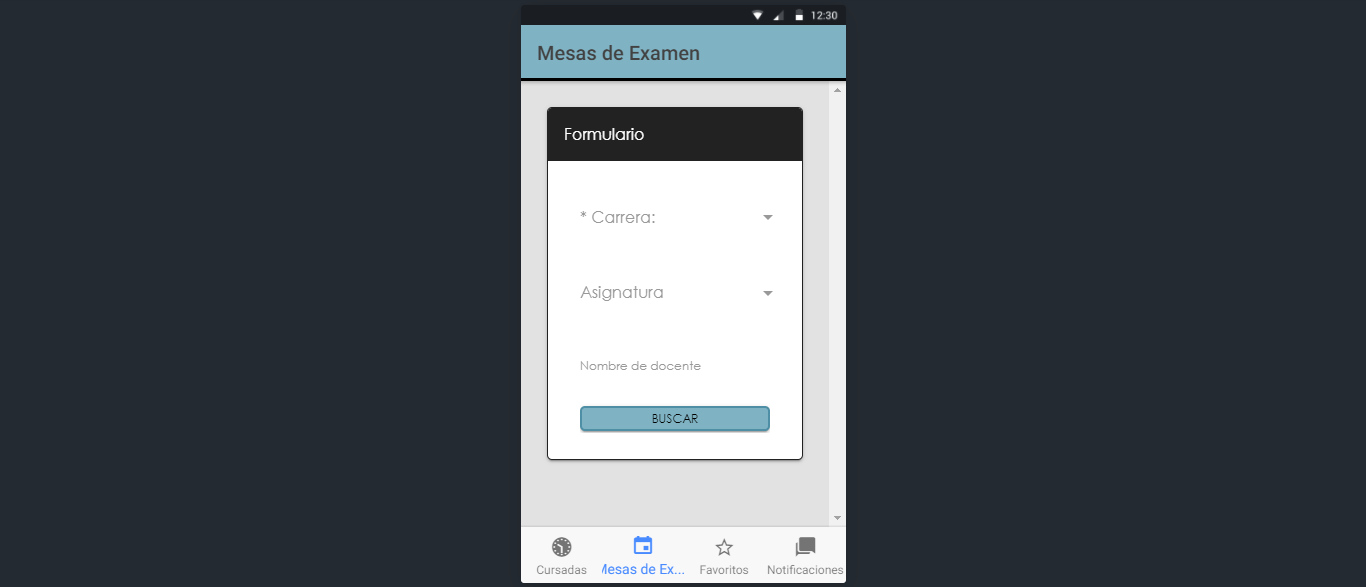 12:30
Mesas de Examen
Formulario
* Carrera:
Asignatura
Nombre de docente
BUSCAR
Cursadas
Mesas de Ex...
Favoritos
Notificaciones